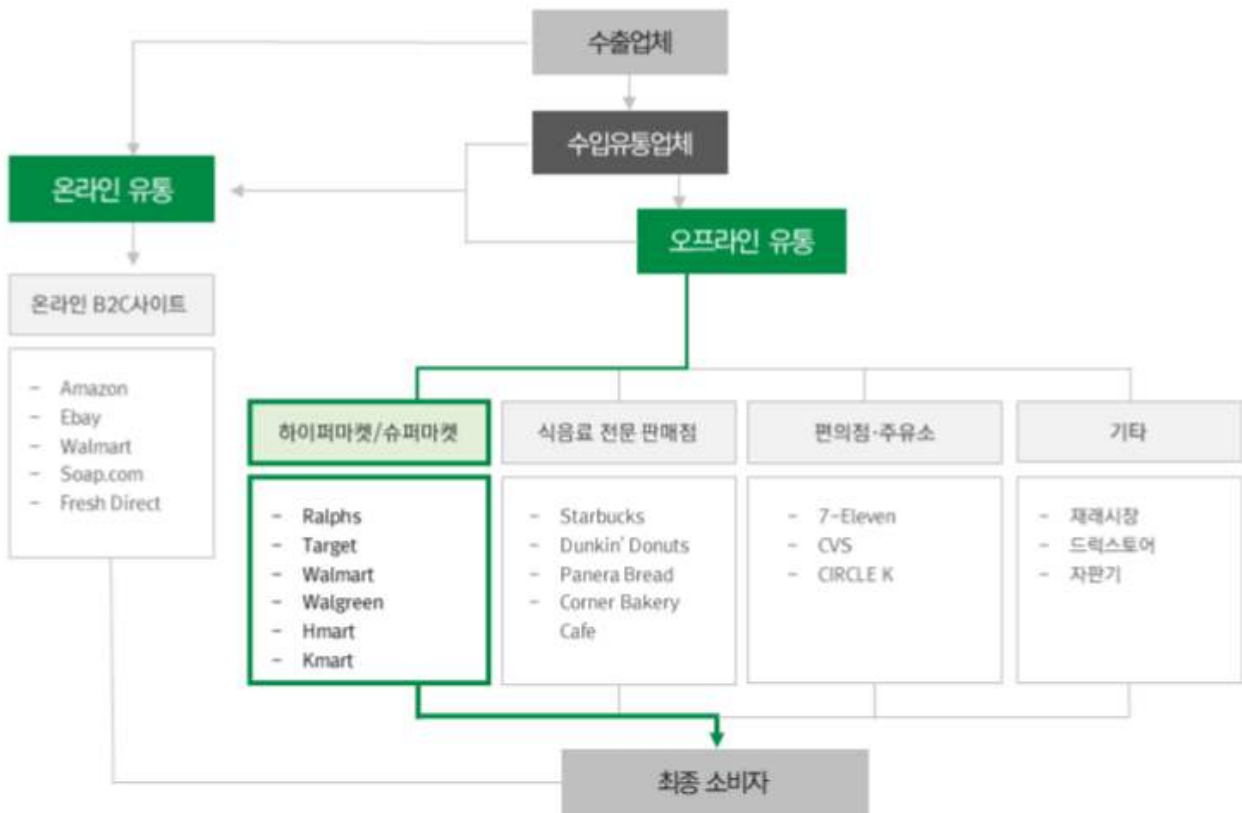 수출업체
수입유통업체
온라인 유통
오프라인 유통
온라인 B2C사이트
- Amazon
- Ebay
- Walmart
- Soap.com
- Fresh Direct
하이퍼마켓/슈퍼마켓
- Ralphs
- Target
- Walmart
- Walgreen
- Hmart
- Kmart
식음료 전문 판매점
- Starbucks
- Dunkin' Donuts
- Panera Bread
- Corner Bakery
Cafe
편의점·주유소
- 7-Eleven
- CVS
- CIRCLE K
기타
- 재래시장
- 드럭스토어
- 자판기
최종 소비자